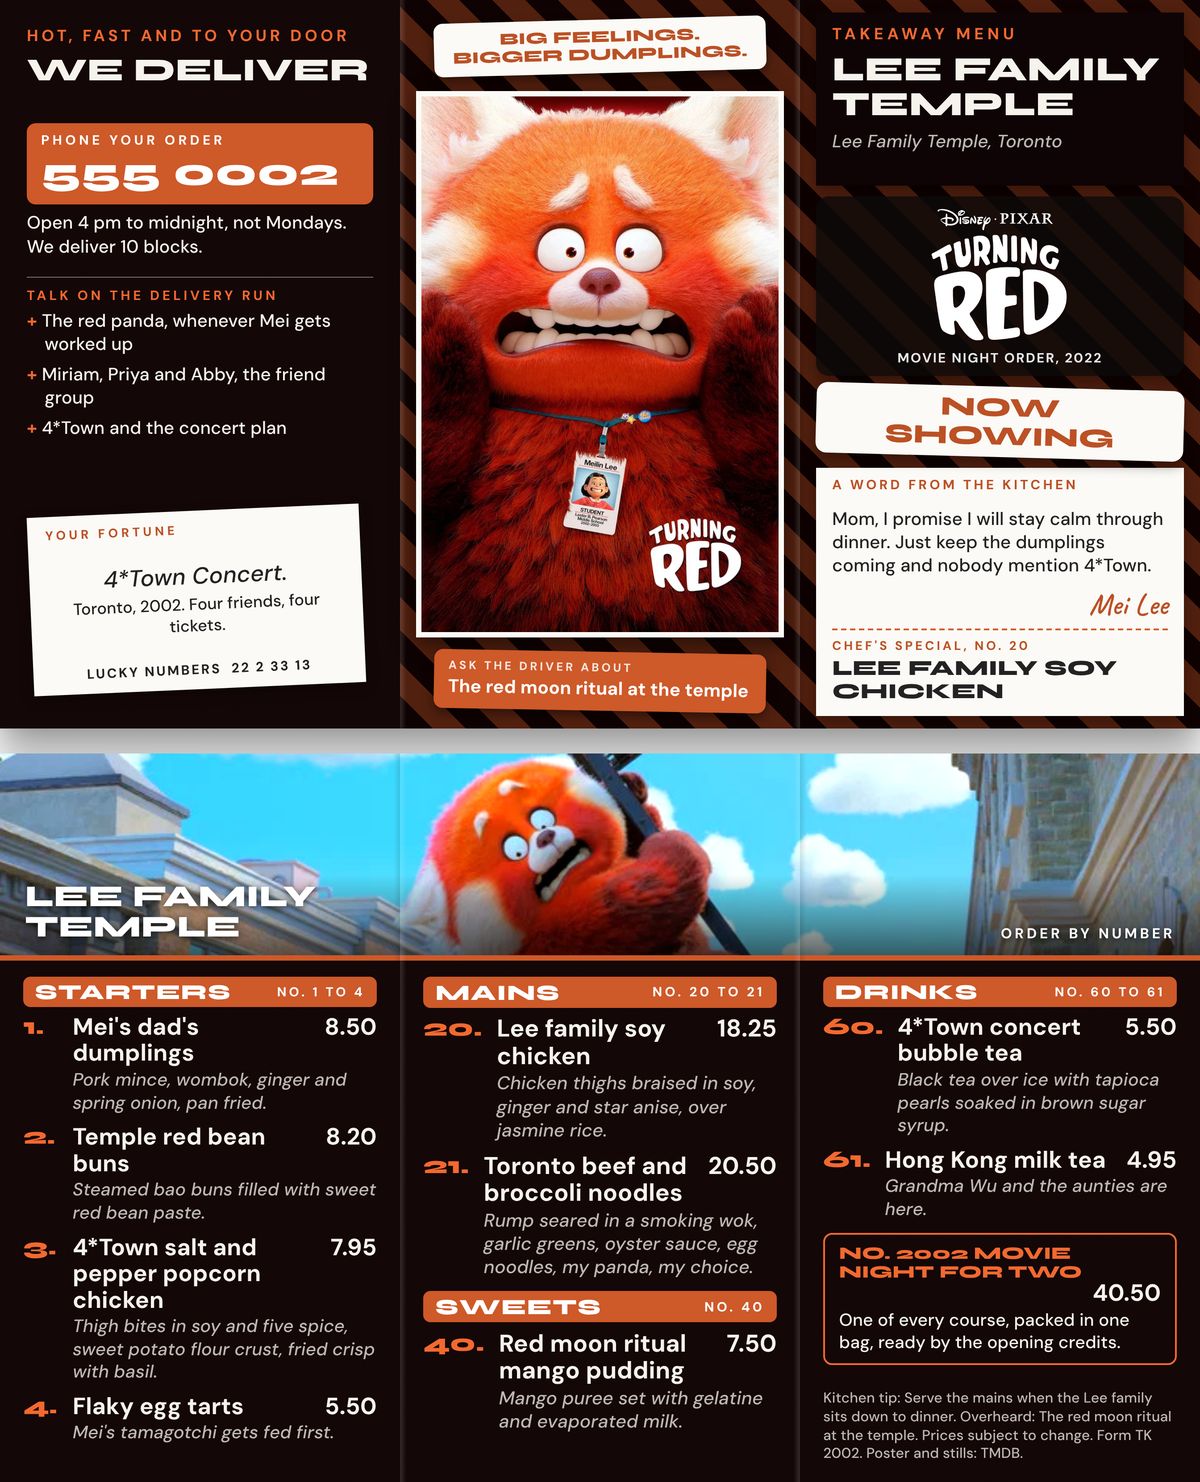 HOT, FAST AND TO YOUR DOOR
WE DELIVER
PHONE YOUR ORDER
555 0002
Open 4 pm to midnight, not Mondays.
We deliver 10 blocks.
TALK ON THE DELIVERY RUN
+ The red panda, whenever Mei gets
worked up
+ Miriam, Priya and Abby, the friend
group
+ 4*Town and the concert plan
YOUR FORTUNE
4*Town Concert.
Toronto, 2002. Four friends, four
tickets.
LUCKY NUMBERS 22 2 33 13
BIG FEELINGS.
BIGGER DUMPLINGS.
Meilin Lee
STUDENT
TURNING
RED
ASK THE DRIVER ABOUT
The red moon ritual at the temple
TAKEAWAY MENU
LEE FAMILY
TEMPLE
Lee Family Temple, Toronto
Disney · PIXAR
TURNING
RED
MOVIE NIGHT ORDER, 2022
NOW
SHOWING
A WORD FROM THE KITCHEN
Mom, I promise I will stay calm through
dinner. Just keep the dumplings
coming and nobody mention 4*Town.
Mei Lee
CHEF'S SPECIAL, NO. 20
LEE FAMILY SOY
CHICKEN
LEE FAMILY
TEMPLE
ORDER BY NUMBER
STARTERS NO. 1 TO 4
1. Mei's dad's 8.50
dumplings
Pork mince, wombok, ginger and
spring onion, pan fried.
2. Temple red bean 8.20
buns
Steamed bao buns filled with sweet
red bean paste.
3. 4*Town salt and 7.95
pepper popcorn
chicken
Thigh bites in soy and five spice,
sweet potato flour crust, fried crisp
with basil.
4. Flaky egg tarts 5.50
Mei's tamagotchi gets fed first.
MAINS NO. 20 TO 21
20. Lee family soy 18.25
chicken
Chicken thighs braised in soy,
ginger and star anise, over
jasmine rice.
21. Toronto beef and 20.50
broccoli noodles
Rump seared in a smoking wok,
garlic greens, oyster sauce, egg
noodles, my panda, my choice.
SWEETS NO. 40
40. Red moon ritual 7.50
mango pudding
Mango puree set with gelatine
and evaporated milk.
DRINKS NO. 60 TO 61
60. 4*Town concert 5.50
bubble tea
Black tea over ice with tapioca
pearls soaked in brown sugar
syrup.
61. Hong Kong milk tea 4.95
Grandma Wu and the aunties are
here.
NO. 2002 MOVIE
NIGHT FOR TWO
40.50
One of every course, packed in one
bag, ready by the opening credits.
Kitchen tip: Serve the mains when the Lee family
sits down to dinner. Overheard: The red moon ritual
at the temple. Prices subject to change. Form TK
2002. Poster and stills: TMDB.